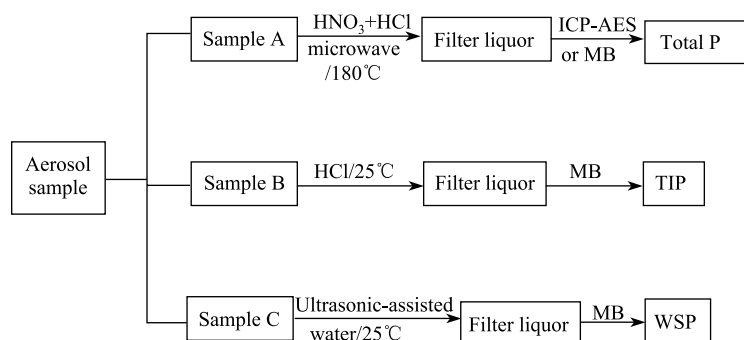 Aerosol
sample
Sample A
HNO₃+HCl
microwave
/180℃
Filter liquor
ICP-AES
or MB
Total P
Sample B
HCl/25℃
Filter liquor
MB
TIP
Sample C
Ultrasonic-assisted
water/25℃
Filter liquor
MB
WSP